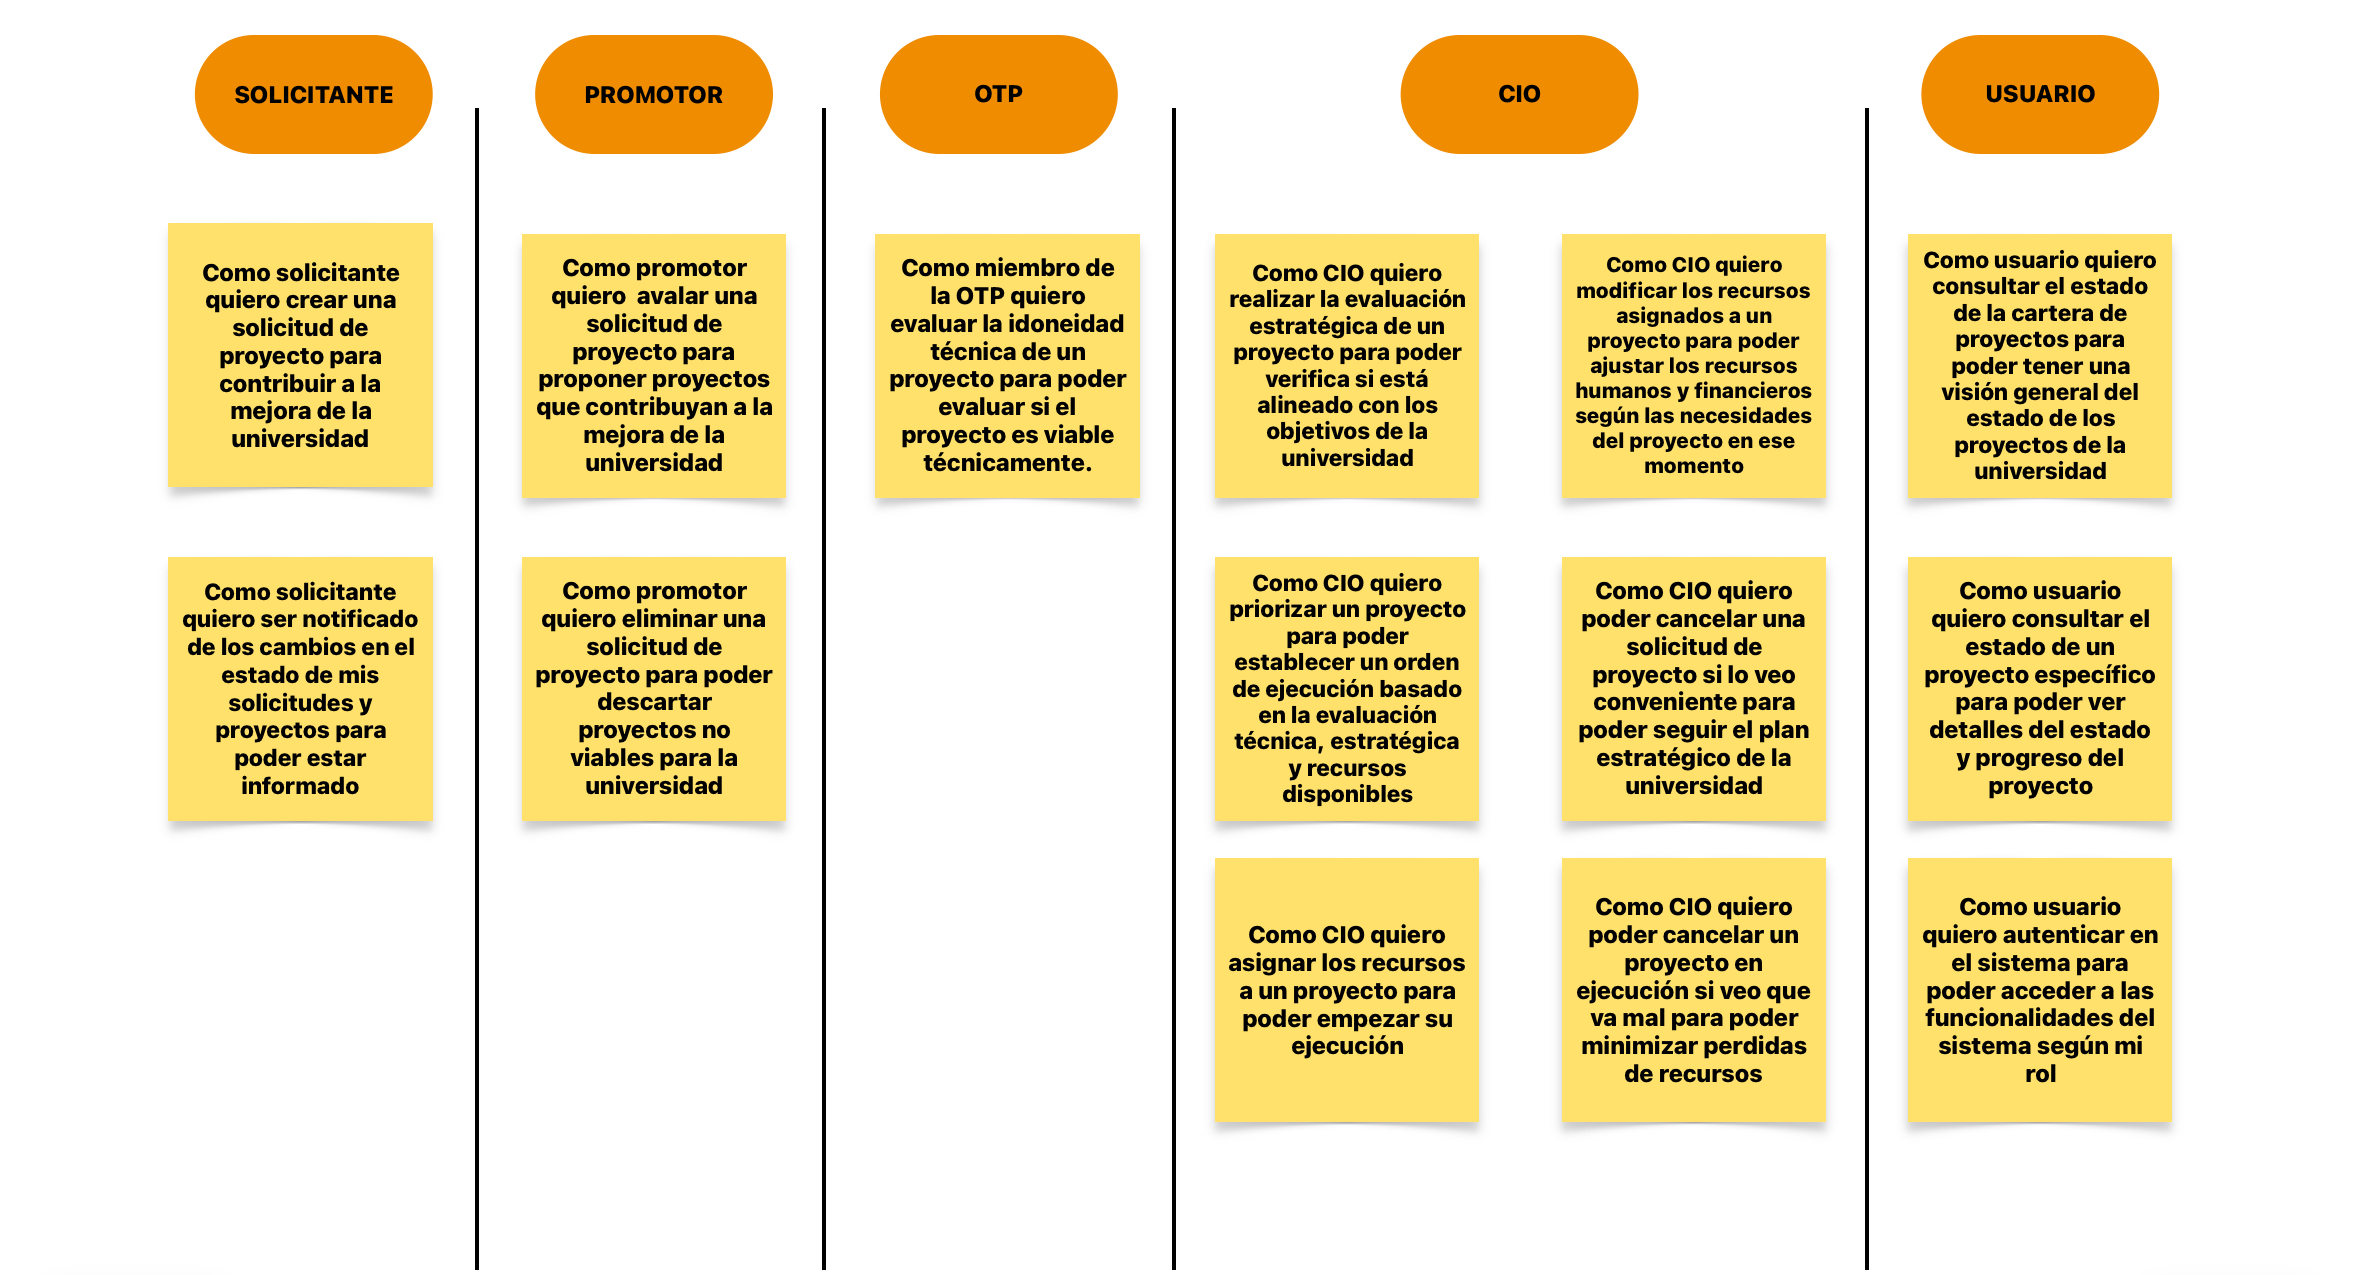 SOLICITANTE
PROMOTOR
OTP
CIO
USUARIO
Como solicitante
quiero crear una
solicitud de
proyecto para
contribuir a la
mejora de la
universidad
Como promotor
quiero  avalar una
solicitud de
proyecto para
proponer proyectos
que contribuyan a la
mejora de la
universidad
Como miembro de
la OTP quiero
evaluar la idoneidad
técnica de un
proyecto para poder
evaluar si el
proyecto es viable
técnicamente.
Como CIO quiero
realizar la evaluación
estratégica de un
proyecto para poder
verifica si está
alineado con los
objetivos de la
universidad
Como CIO quiero
modificar los recursos
asignados a un
proyecto para poder
ajustar los recursos
humanos y financieros
según las necesidades
del proyecto en ese
momento
Como usuario quiero
consultar el estado
de la cartera de
proyectos para
poder tener una
visión general del
estado de los
proyectos de la
universidad
Como solicitante
quiero ser notificado
de los cambios en el
estado de mis
solicitudes y
proyectos para
poder estar
informado
Como promotor
quiero eliminar una
solicitud de
proyecto para poder
descartar
proyectos no
viables para la
universidad
Como CIO quiero
priorizar un proyecto
para poder
establecer un orden
de ejecución basado
en la evaluación
técnica, estratégica
y recursos
disponibles
Como CIO quiero
poder cancelar una
solicitud de
proyecto si lo veo
conveniente para
poder seguir el plan
estratégico de la
universidad
Como usuario
quiero consultar el
estado de un
proyecto específico
para poder ver
detalles del estado
y progreso del
proyecto
Como CIO quiero
asignar los recursos
a un proyecto para
poder empezar su
ejecución
Como CIO quiero
poder cancelar un
proyecto en
ejecución si veo que
va mal para poder
minimizar perdidas
de recursos
Como usuario
quiero autenticar en
el sistema para
poder acceder a las
funcionalidades del
sistema según mi
rol